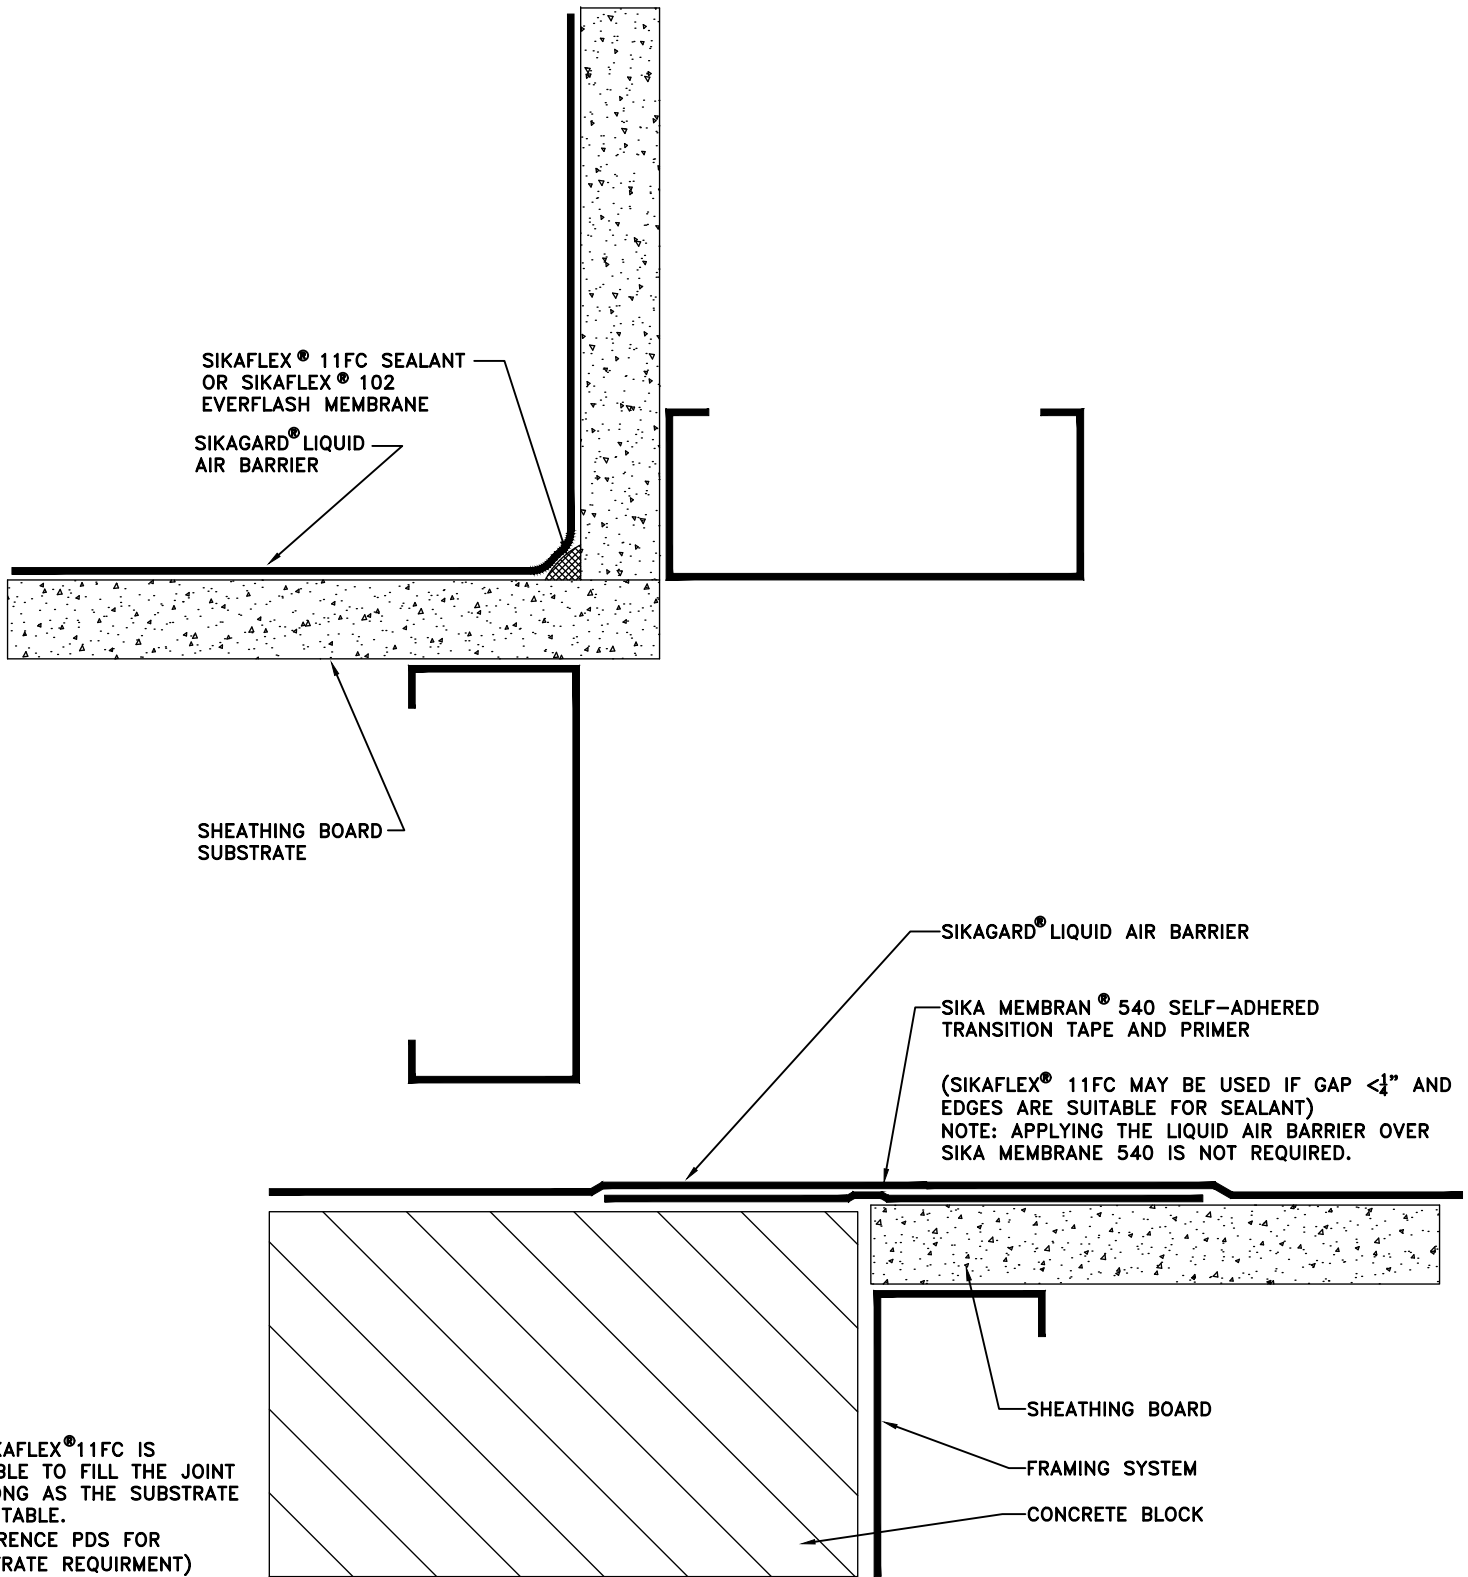 SIKAFLEX® 11FC SEALANT
OR SIKAFLEX® 102
EVERFLASH MEMBRANE
SIKAGARD® LIQUID
AIR BARRIER
SHEATHING BOARD
SUBSTRATE
SIKAGARD® LIQUID AIR BARRIER
SIKA MEMBRAN® 540 SELF-ADHERED
TRANSITION TAPE AND PRIMER
(SIKAFLEX® 11FC MAY BE USED IF GAP <¼" AND
EDGES ARE SUITABLE FOR SEALANT)
NOTE: APPLYING THE LIQUID AIR BARRIER OVER
SIKA MEMBRANE 540 IS NOT REQUIRED.
SHEATHING BOARD
FRAMING SYSTEM
CONCRETE BLOCK
11FC IS
TO FILL THE JOINT
AS THE SUBSTRATE
PDS FOR
REQUIRMENT)